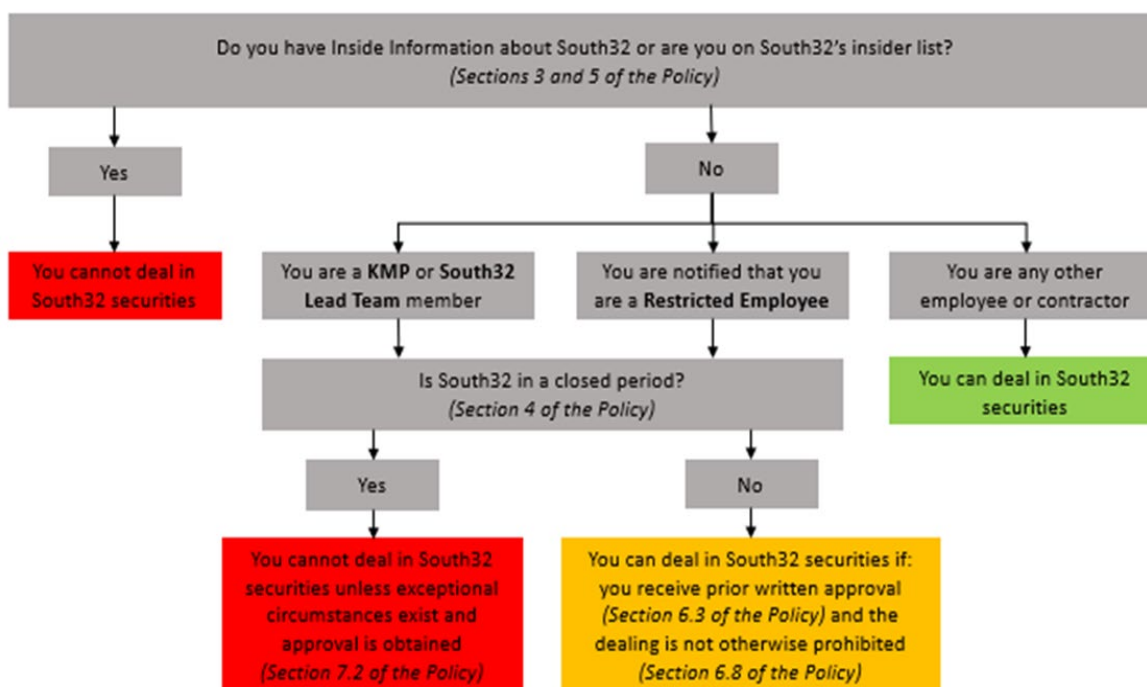 Do you have Inside Information about South32 or are you on South32's insider list?
(Sections 3 and 5 of the Policy)
Yes
No
You cannot deal in
South32 securities
You are a KMP or South32
Lead Team member
You are notified that you
are a Restricted Employee
You are any other
employee or contractor
Is South32 in a closed period?
(Section 4 of the Policy)
You can deal in South32
securities
Yes
No
You cannot deal in South32
securities unless exceptional
circumstances exist and
approval is obtained
(Section 7.2 of the Policy)
You can deal in South32 securities if:
you receive prior written approval
(Section 6.3 of the Policy) and the
dealing is not otherwise prohibited
(Section 6.8 of the Policy)